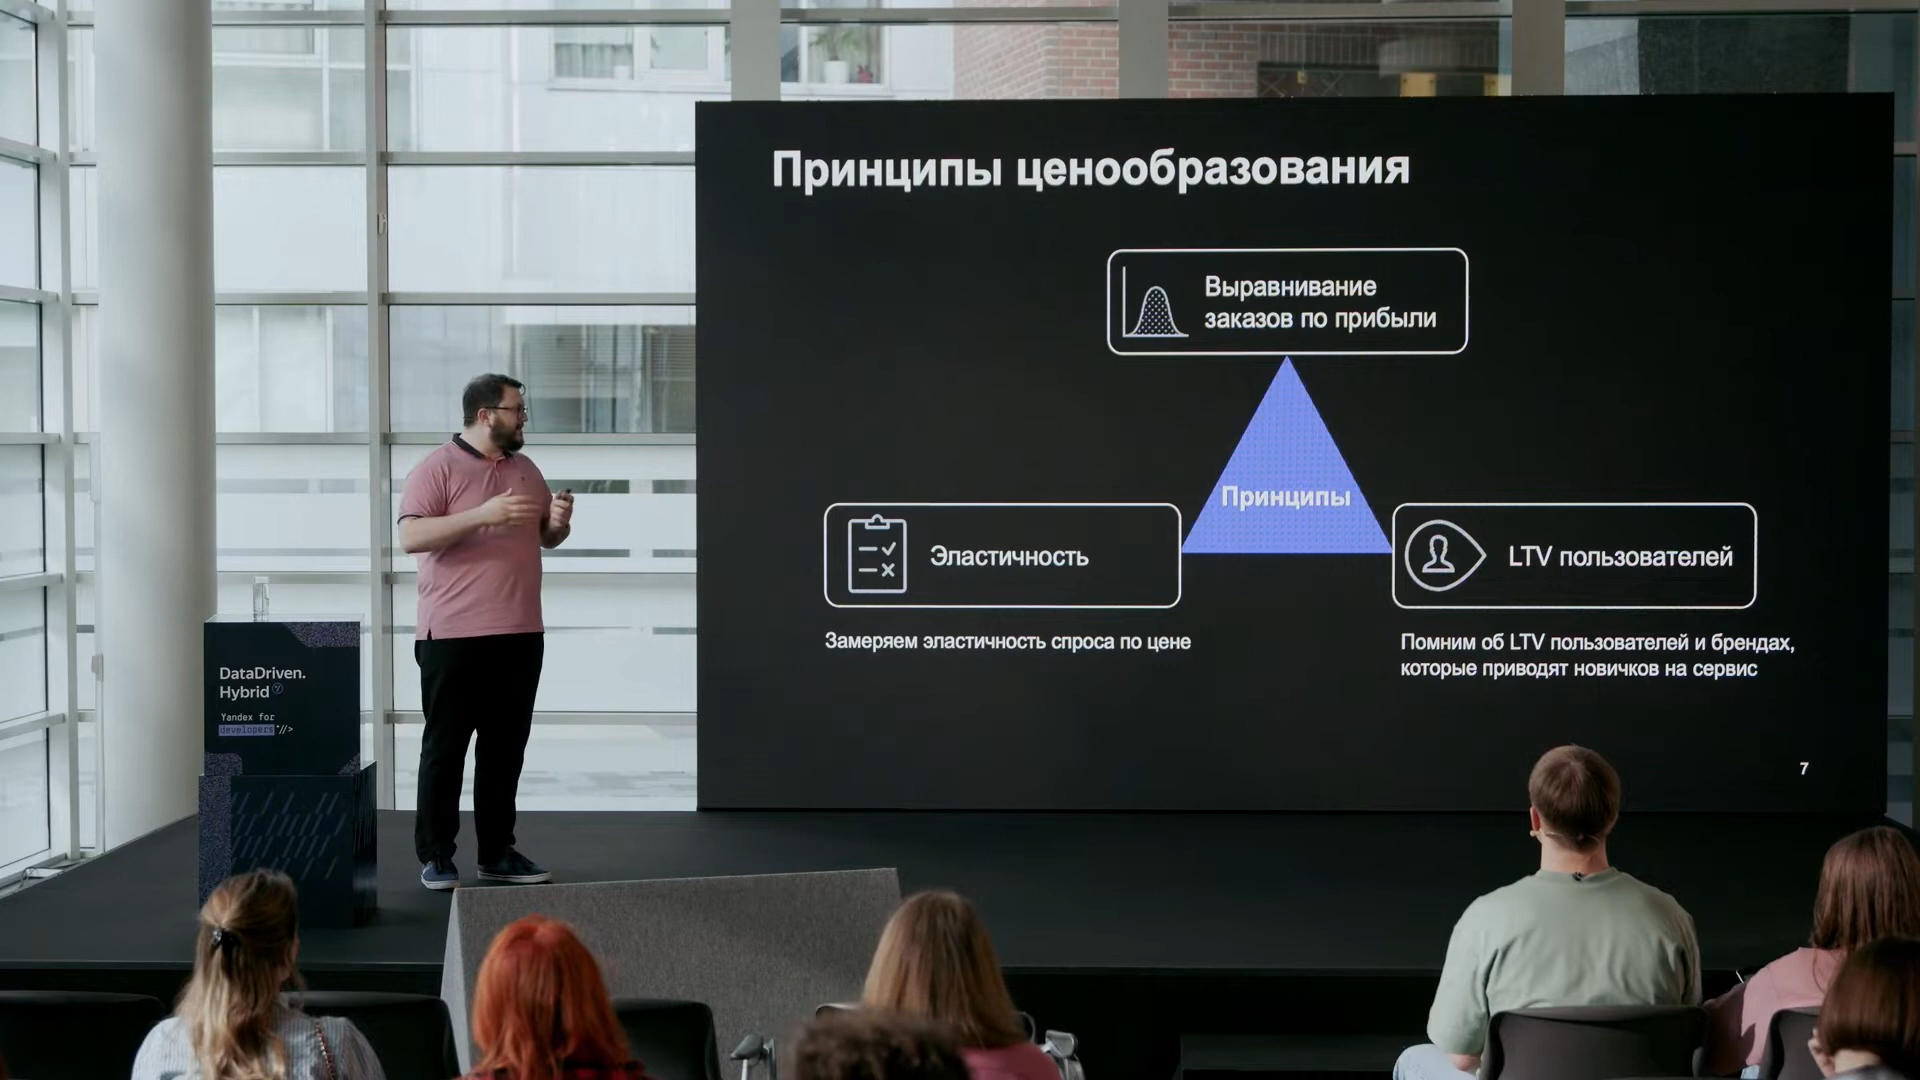 Принципы ценообразования
Выравнивание
заказов по прибыли
Принципы
Эластичность
LTV пользователей
Замеряем эластичность спроса по цене
Помним об LTV пользователей и брендах,
которые приводят новичков на сервис
7
DataDriven.
Hybrid
Yandex for
developers*//>